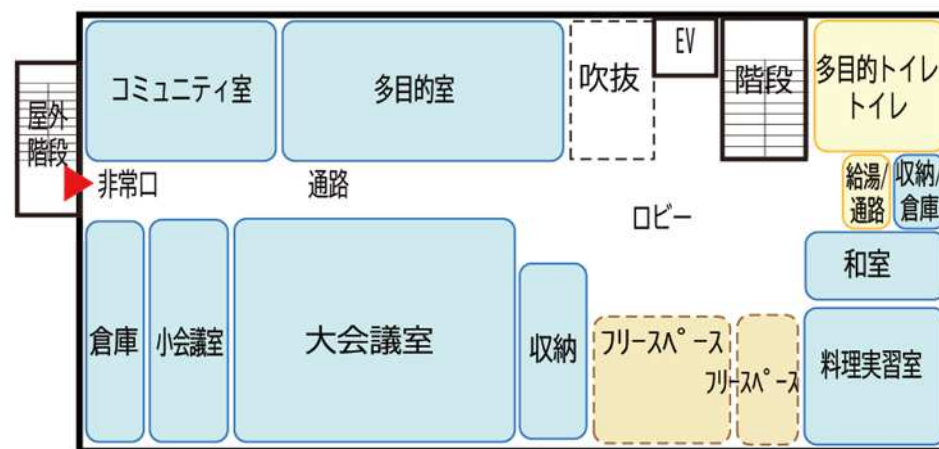 コミュニティ室
多目的室
吹抜
EV
階段
多目的トイレ
トイレ
屋外
階段
非常口
通路
ロビー
給湯/
通路
収納/
倉庫
和室
倉庫
小会議室
大会議室
収納
フリースペース
フリースペース
料理実習室